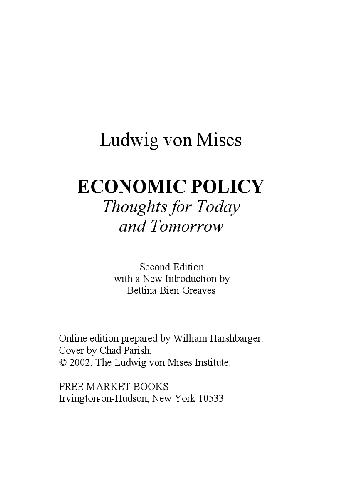 Ludwig von Mises
ECONOMIC POLICY
Thoughts for Today
and Tomorrow
Second Edition
with a New Introduction by
Bettina Bien Greaves
Online edition prepared by William Harshbarger.
Cover by Chad Parish.
© 2002. The Ludwig von Mises Institute.
FREE MARKET BOOKS
Irvington-on-Hudson, New York 10533